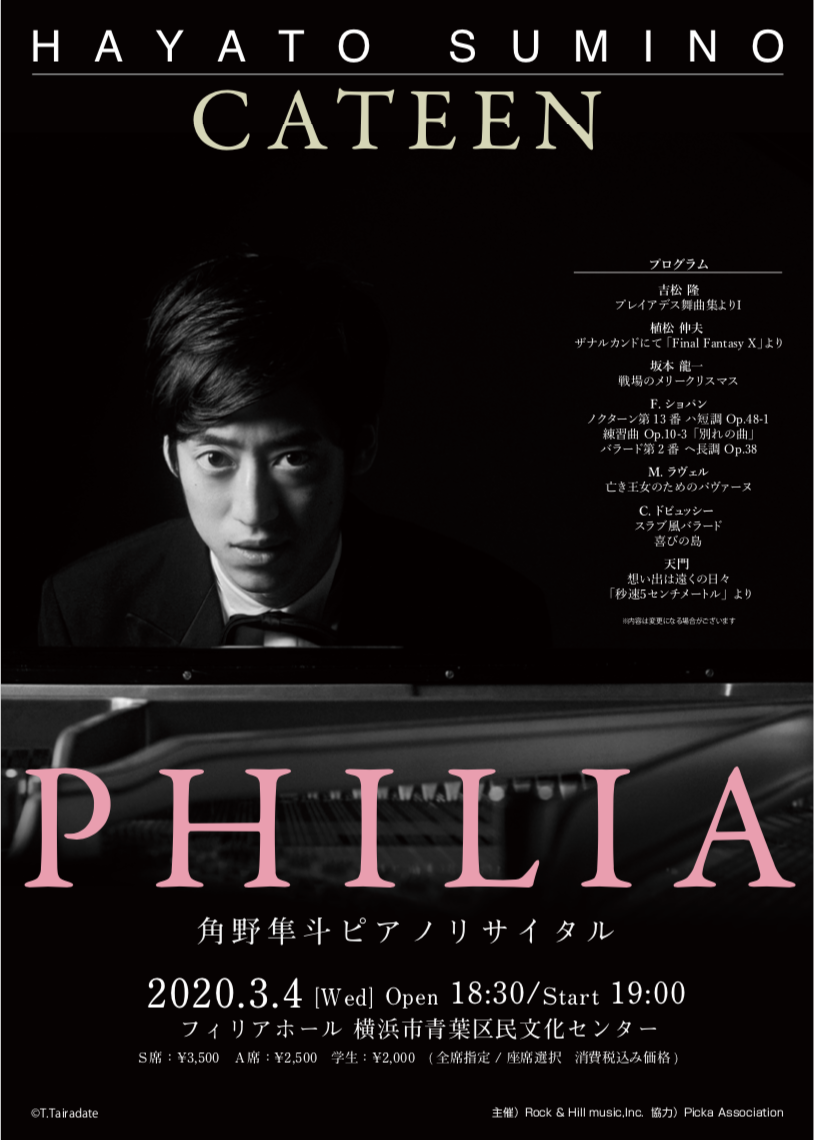 HAYATO SUMINO
CATEEN
プログラム
吉松 隆
プレイアデス舞曲集よりI
植松 伸夫
ザナルカンドにて「Final Fantasy X」より
坂本 龍一
戦場のメリークリスマス
F. ショパン
ノクターン第 13 番 ハ短調 Op.48-1
練習曲 Op.10-3「別れの曲」
バラード第 2 番 ヘ長調 Op.38
M. ラヴェル
亡き王女のためのパヴァーヌ
C. ドビュッシー
スラブ風バラード
喜びの島
天門
想い出は遠くの日々
「秒速5センチメートル」より
※内容は変更になる場合がございます
PHILIA
角野隼斗ピアノリサイタル
2020.3.4 [Wed] Open 18:30/Start 19:00
フィリアホール 横浜市青葉区民文化センター
S席：¥3,500 A席：¥2,500 学生：¥2,000 (全席指定 / 座席選択 消費税込み価格)
©T.Tairadate
主催）Rock & Hill music,Inc. 協力）Picka Association